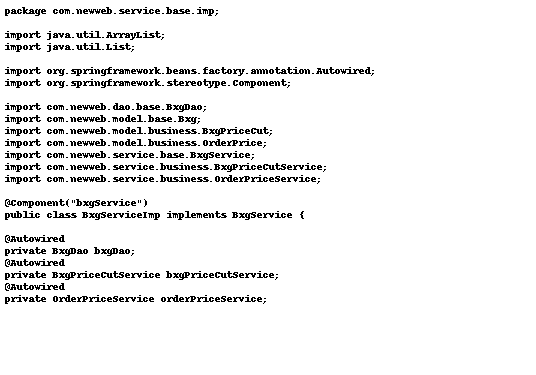 package com.newweb.service.base.imp;
import java.util.ArrayList;
import java.util.List;
import org.springframework.beans.factory.annotation.Autowired;
import org.springframework.stereotype.Component;
import com.newweb.dao.base.BxgDao;
import com.newweb.model.base.Bxg;
import com.newweb.model.business.BxgPriceCut;
import com.newweb.model.business.OrderPrice;
import com.newweb.service.base.BxgService;
import com.newweb.service.business.BxgPriceCutService;
import com.newweb.service.business.OrderPriceService;
@Component("bxgService")
public class BxgServiceImp implements BxgService {
@Autowired
private BxgDao bxgDao;
@Autowired
private BxgPriceCutService bxgPriceCutService;
@Autowired
private OrderPriceService orderPriceService;